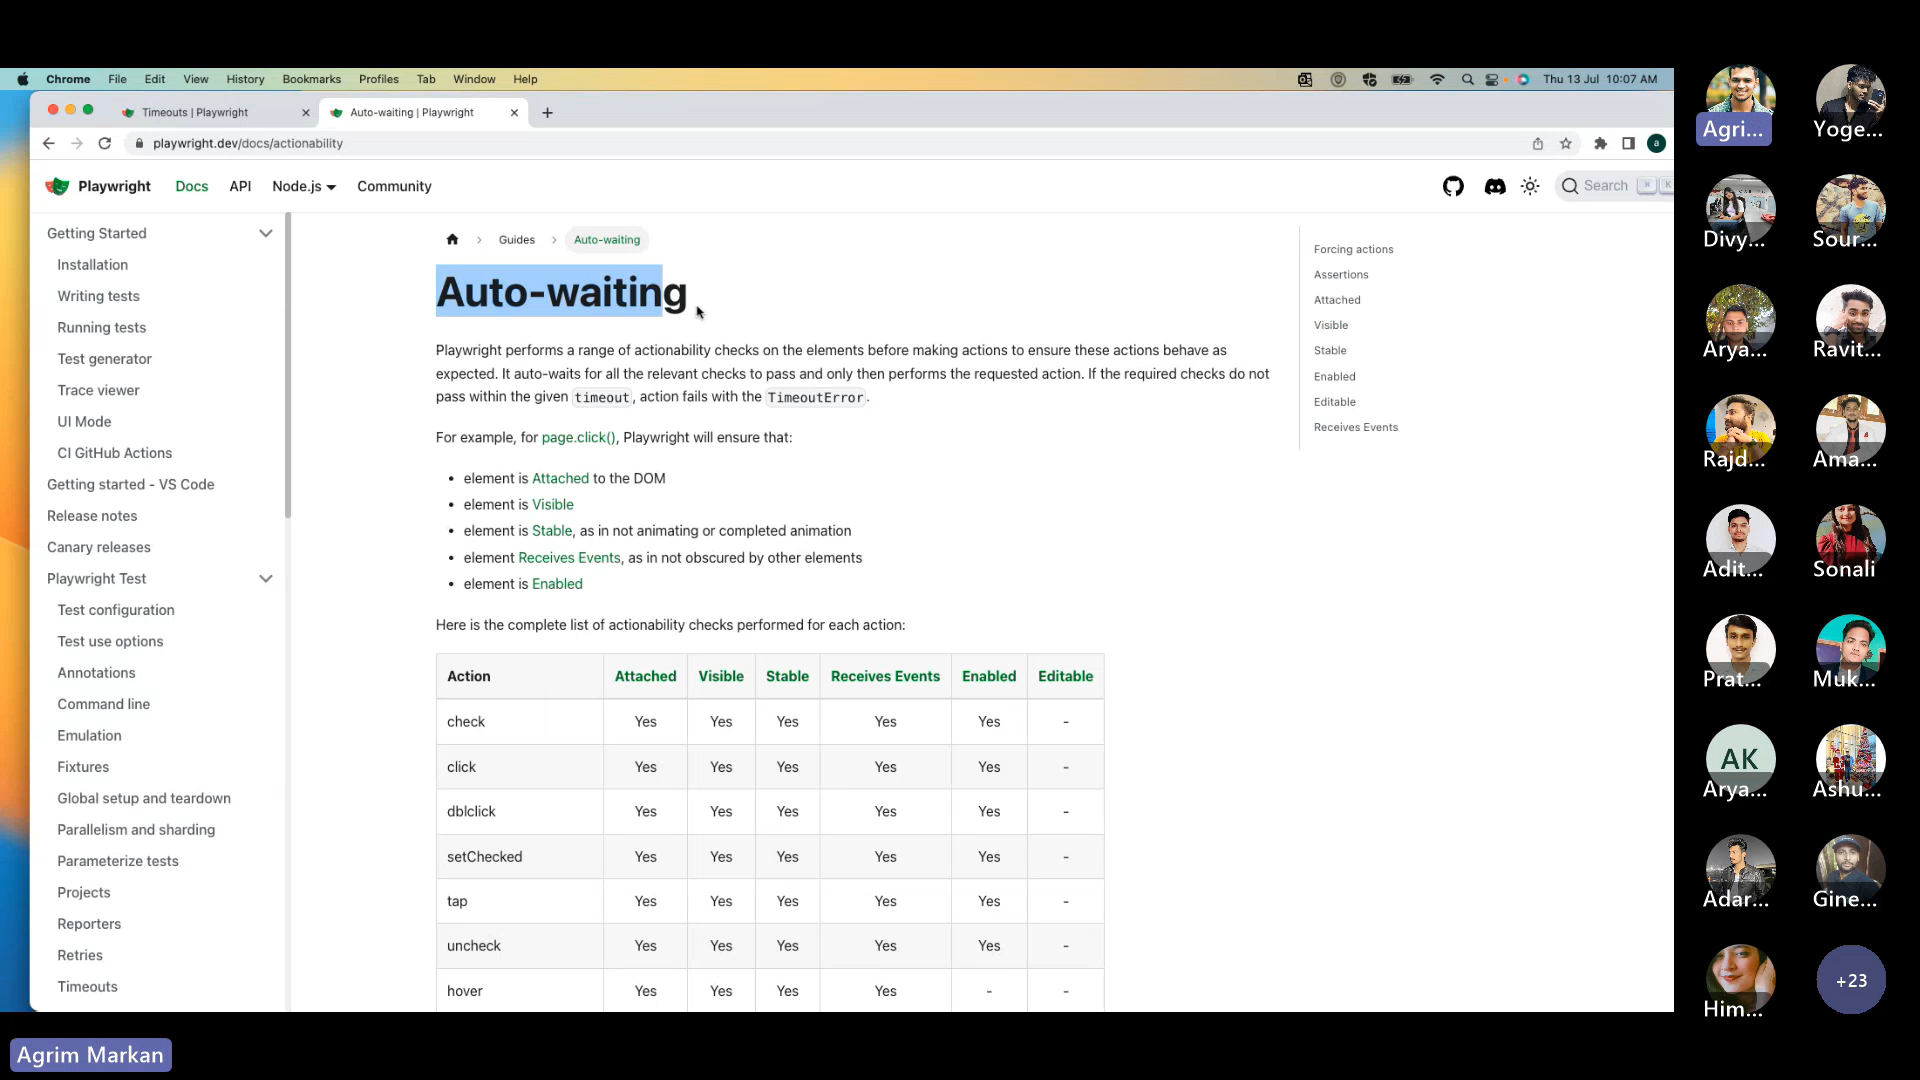 Chrome File Edit View History Bookmarks Profiles Tab Window Help Thu 13 Jul 10:07 AM
Timeouts | Playwright
Auto-waiting | Playwright
playwright.dev/docs/actionability
a
Playwright Docs API Node.js Community Search ⌘ K
Getting Started
Installation
Writing tests
Running tests
Test generator
Trace viewer
UI Mode
CI GitHub Actions
Getting started - VS Code
Release notes
Canary releases
Playwright Test
Test configuration
Test use options
Annotations
Command line
Emulation
Fixtures
Global setup and teardown
Parallelism and sharding
Parameterize tests
Projects
Reporters
Retries
Timeouts
Guides
Auto-waiting
Auto-waiting
Playwright performs a range of actionability checks on the elements before making actions to ensure these actions behave as
expected. It auto-waits for all the relevant checks to pass and only then performs the requested action. If the required checks do not
pass within the given timeout, action fails with the TimeoutError.
For example, for page.click(), Playwright will ensure that:
• element is Attached to the DOM
• element is Visible
• element is Stable, as in not animating or completed animation
• element Receives Events, as in not obscured by other elements
• element is Enabled
Here is the complete list of actionability checks performed for each action:
Action Attached Visible Stable Receives Events Enabled Editable
check Yes Yes Yes Yes Yes -
click Yes Yes Yes Yes Yes -
dblclick Yes Yes Yes Yes Yes -
setChecked Yes Yes Yes Yes Yes -
tap Yes Yes Yes Yes Yes -
uncheck Yes Yes Yes Yes Yes -
hover Yes Yes Yes Yes - -
Forcing actions
Assertions
Attached
Visible
Stable
Enabled
Editable
Receives Events
Agri... Yoge...
Divy... Sour...
Arya... Ravit...
Rajd... Ama...
Adit... Sonali
Prat... Muk...
AK
Arya... Ashu...
Adar... Gine...
Him... +23
Agrim Markan